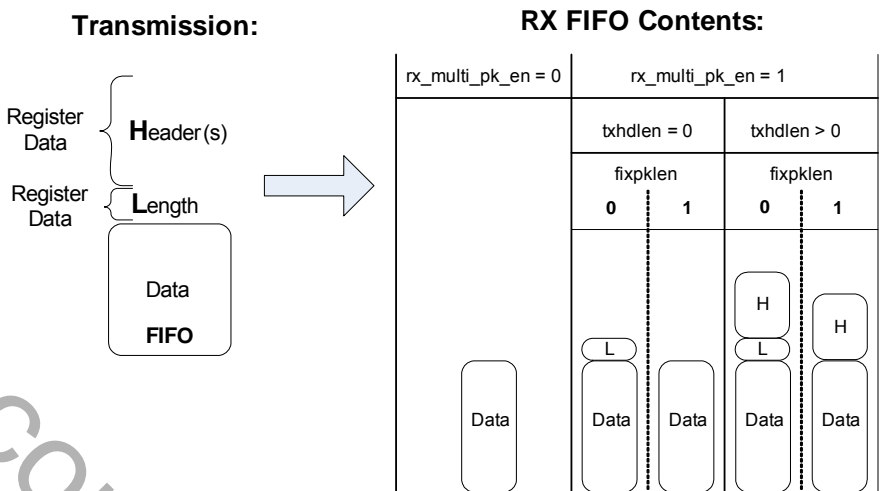 Transmission:
RX FIFO Contents:
Register
Data
Header(s)
Register
Data
Length
Data
FIFO
rx_multi_pk_en = 0
rx_multi_pk_en = 1
txhdlen = 0
txhdlen > 0
fixpklen
fixpklen
0
1
0
1
Data
L
Data
Data
H
L
Data
H
Data